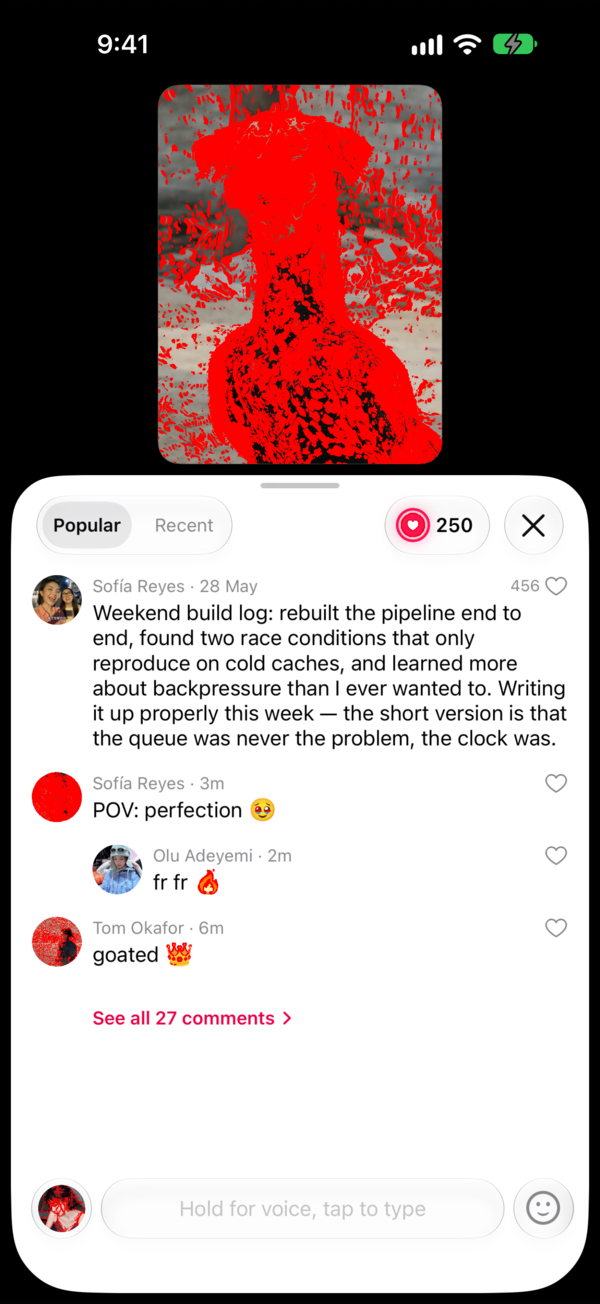 9:41
Popular
Recent
250
Sofía Reyes · 28 May
456
Weekend build log: rebuilt the pipeline end to
end, found two race conditions that only
reproduce on cold caches, and learned more
about backpressure than I ever wanted to. Writing
it up properly this week — the short version is that
the queue was never the problem, the clock was.
Sofía Reyes · 3m
POV: perfection 🥹
Olu Adeyemi · 2m
fr fr 🔥
Tom Okafor · 6m
goated 👑
See all 27 comments >
Hold for voice, tap to type